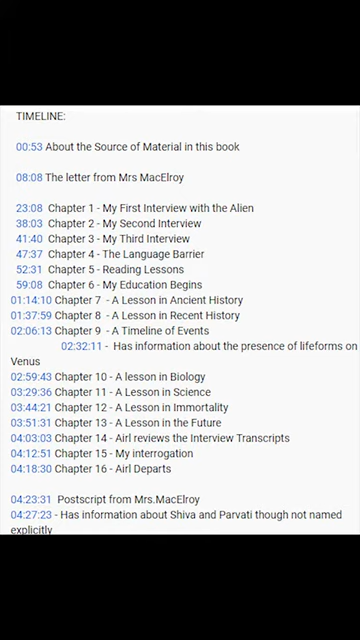 TIMELINE:
00:53 About the Source of Material in this book
08:08 The letter from Mrs MacElroy
23:08 Chapter 1 - My First Interview with the Alien
38:03 Chapter 2 - My Second Interview
41:40 Chapter 3 - My Third Interview
47:37 Chapter 4 - The Language Barrier
52:31 Chapter 5 - Reading Lessons
59:08 Chapter 6 - My Education Begins
01:14:10 Chapter 7 - A Lesson in Ancient History
01:37:59 Chapter 8 - A Lesson in Recent History
02:06:13 Chapter 9 - A Timeline of Events
02:32:11 - Has information about the presence of lifeforms on
Venus
02:59:43 Chapter 10 - A lesson in Biology
03:29:36 Chapter 11 - A Lesson in Science
03:44:21 Chapter 12 - A Lesson in Immortality
03:51:31 Chapter 13 - A Lesson in the Future
04:03:03 Chapter 14 - Airl reviews the Interview Transcripts
04:12:51 Chapter 15 - My interrogation
04:18:30 Chapter 16 - Airl Departs
04:23:31 Postscript from Mrs.MacElroy
04:27:23 - Has information about Shiva and Parvati though not named
explicitly